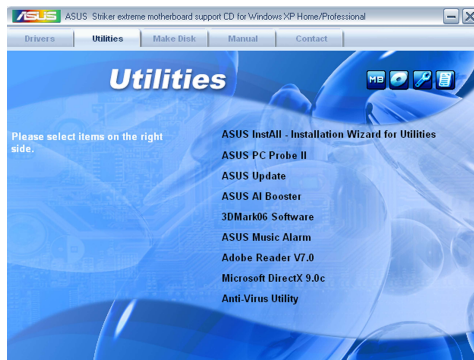 ASUS ASUS Striker extreme motherboard support CD for Windows XP Home/Professional
Drivers Utilities Make Disk Manual Contact
Utilities
MB
Please select items on the right
side.
ASUS InstAll - Installation Wizard for Utilities
ASUS PC Probe II
ASUS Update
ASUS AI Booster
3DMark06 Software
ASUS Music Alarm
Adobe Reader V7.0
Microsoft DirectX 9.0c
Anti-Virus Utility